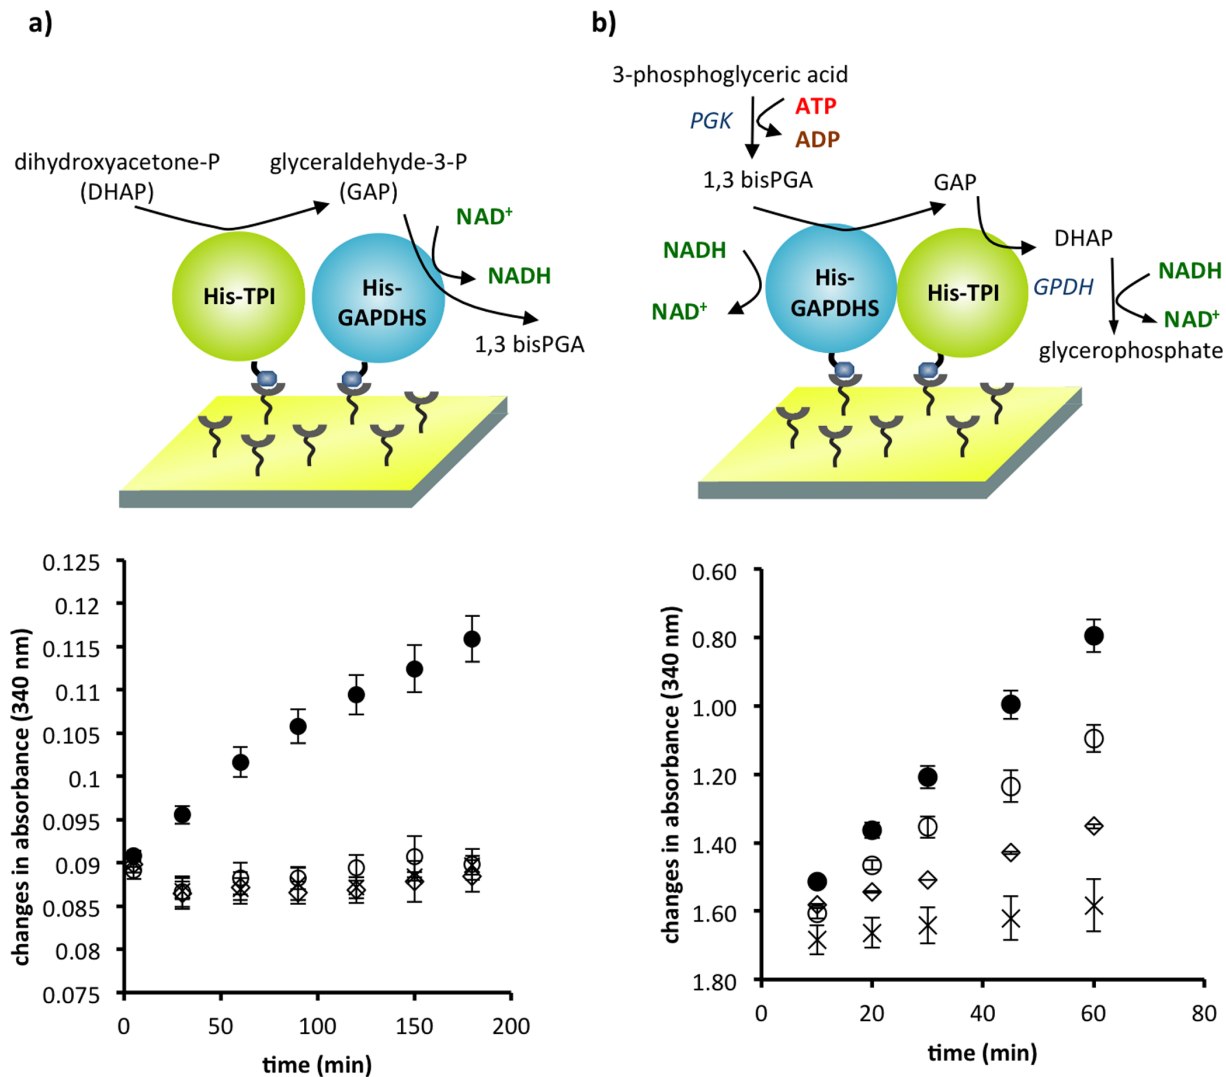 a)
dihydroxyacetone-P
(DHAP)
glyceraldehyde-3-P
(GAP)
NAD⁺
NADH
His-TPI
His-
GAPDHS
1,3 bisPGA
b)
3-phosphoglyceric acid
PGK
ATP
ADP
1,3 bisPGA
GAP
NADH
NAD⁺
His-
GAPDHS
His-TPI
DHAP
GPDH
NADH
NAD⁺
glycerophosphate
changes in absorbance (340 nm)
0.125
0.12
0.115
0.11
0.105
0.1
0.095
0.09
0.085
0.08
0.075
0
50
100
150
200
time (min)
changes in absorbance (340 nm)
0.60
0.80
1.00
1.20
1.40
1.60
1.80
0
20
40
60
80
time (min)